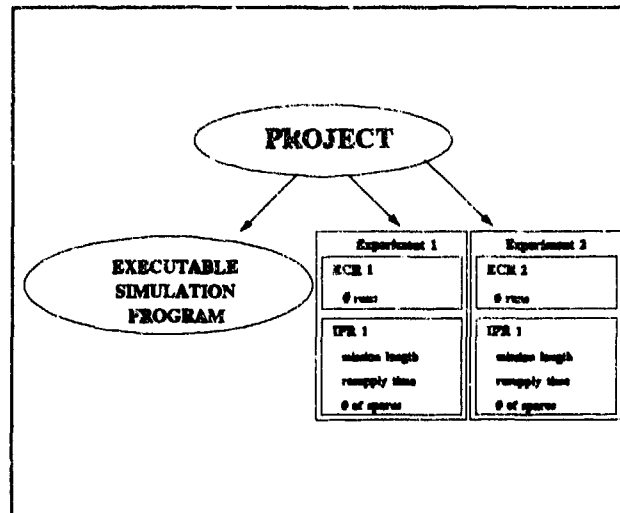 PROJECT
EXECUTABLE
SIMULATION
PROGRAM
Experiment 1
ECR 1
# runs
IPR 1
mission length
resupply time
# of spares
Experiment 2
ECR 2
# runs
IPR 1
mission length
resupply time
# of spares